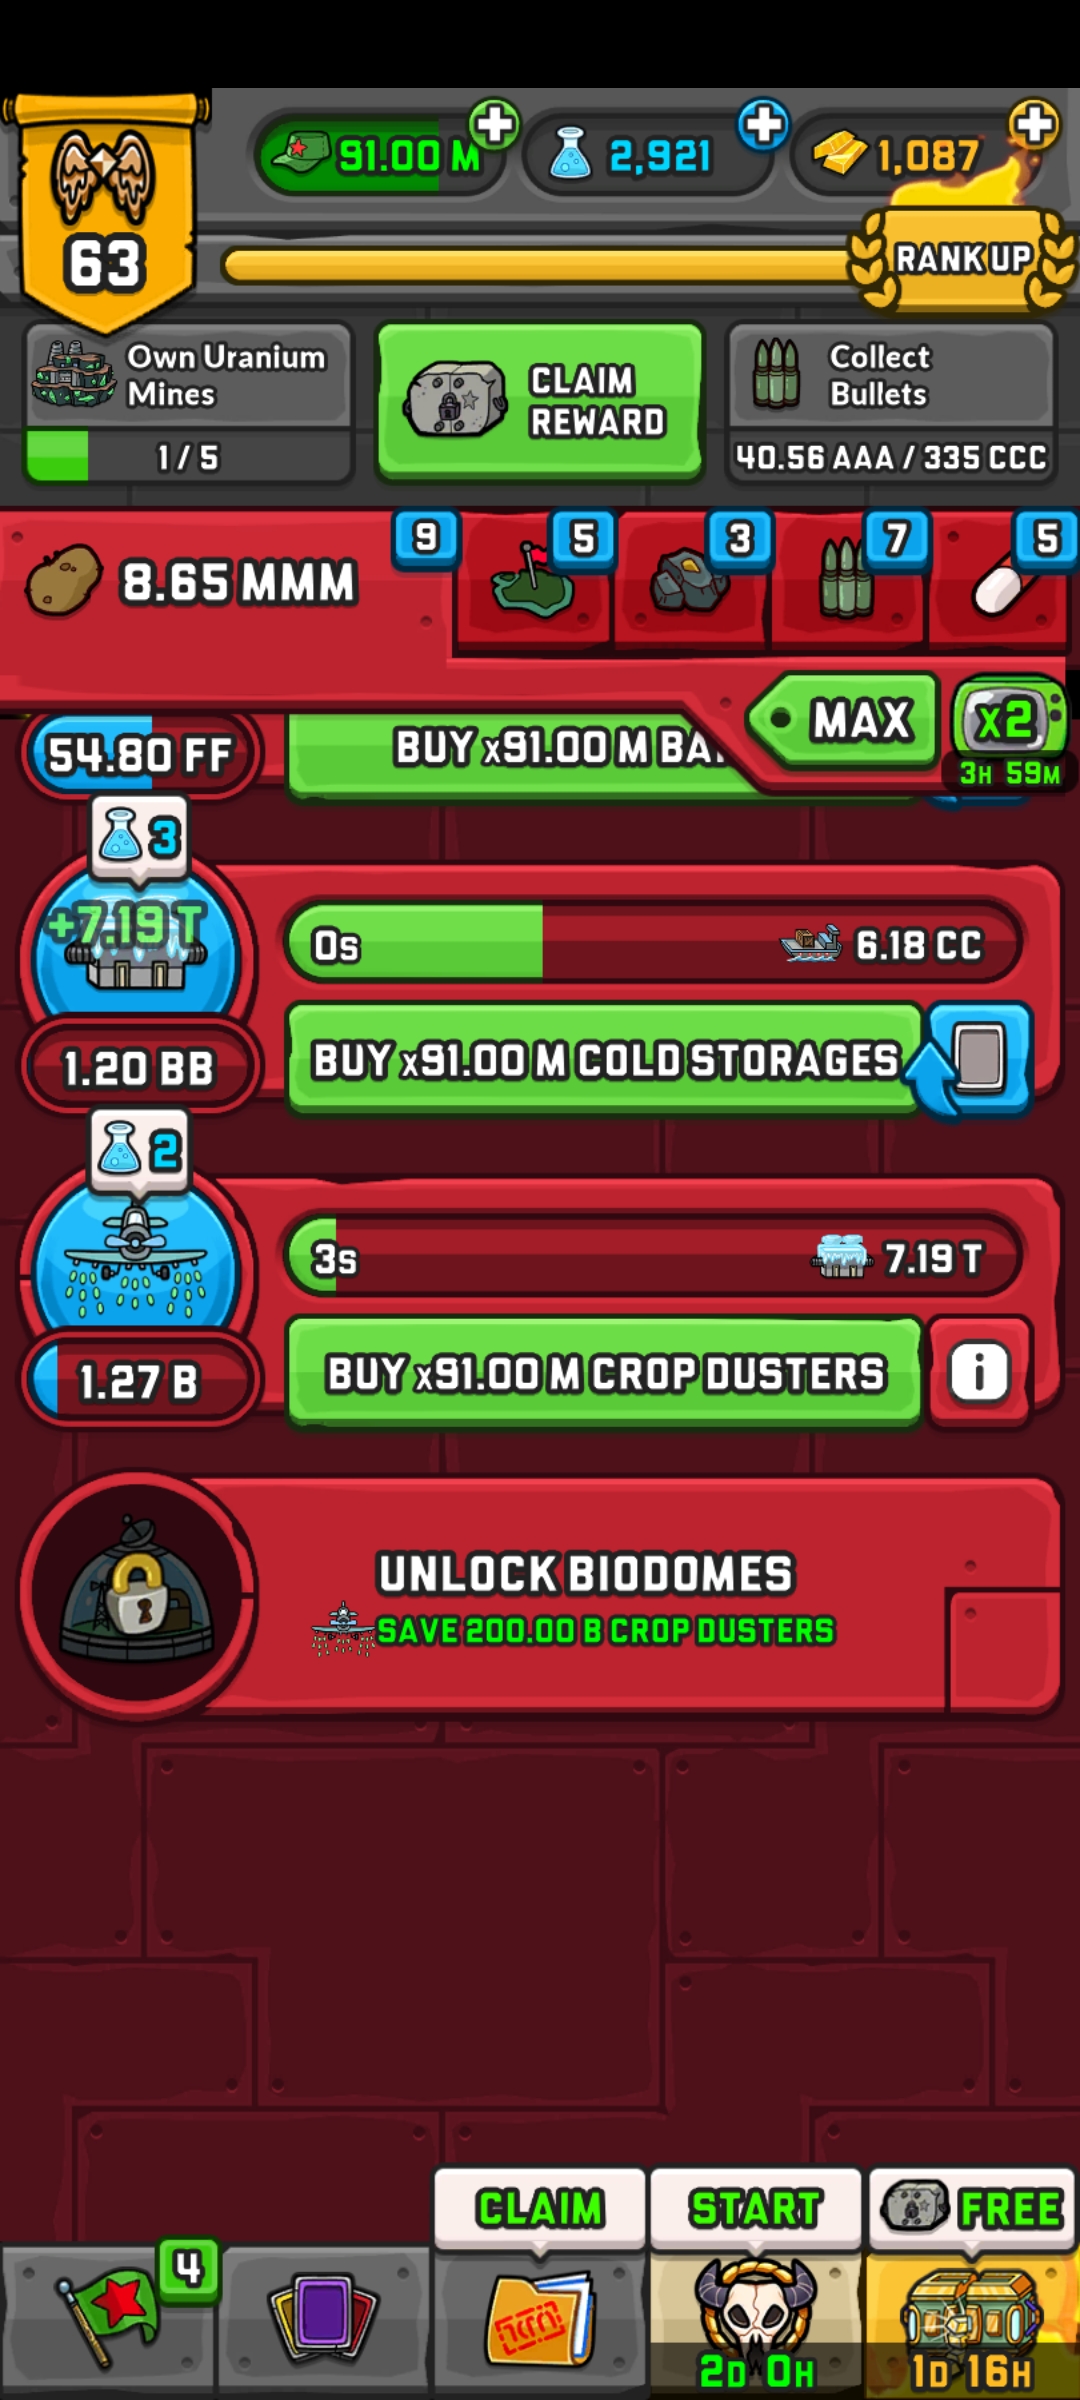 91.00 M
2,921
1,087
63
RANK UP
Own Uranium
Mines
1 / 5
CLAIM
REWARD
Collect
Bullets
40.56 AAA / 335 CCC
8.65 MMM
9
5
3
7
5
MAX
x2
3H 59M
54.80 FF
BUY x91.00 M BA
3
+7.19 T
0s
6.18 CC
1.20 BB
BUY x91.00 M COLD STORAGES
2
3s
7.19 T
1.27 B
BUY x91.00 M CROP DUSTERS
i
UNLOCK BIODOMES
SAVE 200.00 B CROP DUSTERS
CLAIM
START
FREE
4
2D 0H
1D 16H